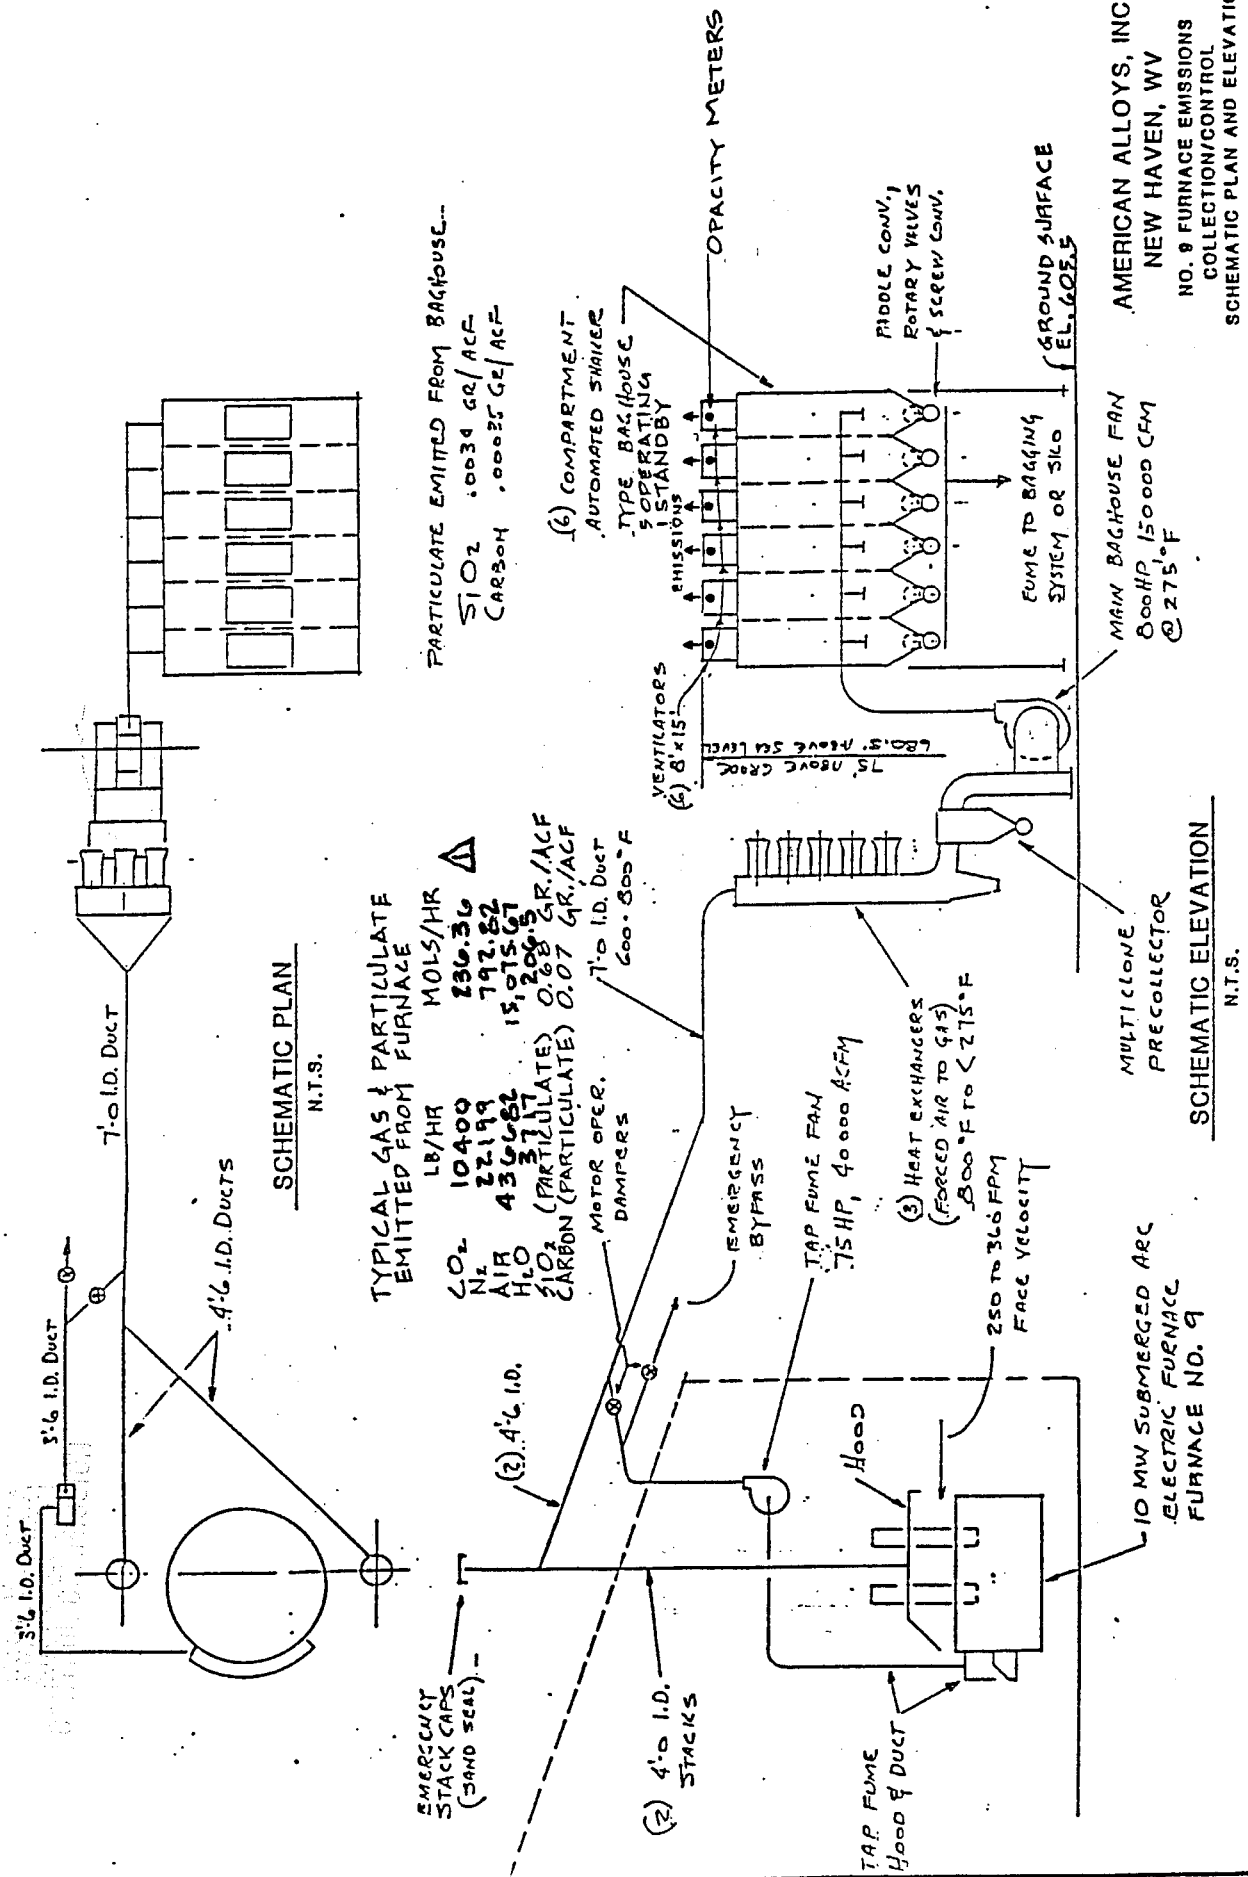 3'-6 I.D. DUCT
3'-6 I.D. DUCT
4'-6 I.D. DUCTS
7'-0 I.D. DUCT
SCHEMATIC PLAN
N.T.S.
TYPICAL GAS & PARTICULATE
EMITTED FROM FURNACE
LB/HR MOLS/HR
CO2 10400 236.36
N2 22199 792.82
AIR 436682 15,075.67
H2O 3717 206.5
SIO2 (PARTICULATE) 0.68 GR./ACF
CARBON (PARTICULATE) 0.07 GR./ACF
1
PARTICULATE EMITTED FROM BAGHOUSE
SIO2 .0034 GR/ACF
CARBON .00035 GR/ACF
EMERGENCY
STACK CAPS
(SAND SEAL)
(2) 4'-6 I.D.
MOTOR OPER.
DAMPERS
7'-0 I.D. DUCT
600-800°F
VENTILATORS
(6) 8'x15'
75' ABOVE GRADE
680.5' ABOVE SEA LEVEL
EMISSIONS
(6) COMPARTMENT
AUTOMATED SHAKER
TYPE BAGHOUSE
5 OPERATING
1 STANDBY
OPACITY METERS
(2) 4'-0 I.D.
STACKS
EMERGENCY
BYPASS
TAP FUME FAN
75HP, 40000 ACFM
(3) HEAT EXCHANGERS
(FORCED AIR TO GAS)
800°F TO < 275°F
PADDLE CONV.,
ROTARY VALVES
& SCREW CONV.
FUME TO BAGGING
SYSTEM OR SILO
GROUND SURFACE
EL. 605.5
TAP FUME
HOOD & DUCT
HOOD
250 TO 360 FPM
FACE VELOCITY
MULTICLONE
PRECOLLECTOR
MAIN BAGHOUSE FAN
800HP 150000 CFM
@ 275°F
10 MW SUBMERGED ARC
ELECTRIC FURNACE
FURNACE NO. 9
SCHEMATIC ELEVATION
N.T.S.
AMERICAN ALLOYS, INC
NEW HAVEN, WV
NO. 9 FURNACE EMISSIONS
COLLECTION/CONTROL
SCHEMATIC PLAN AND ELEVATIO